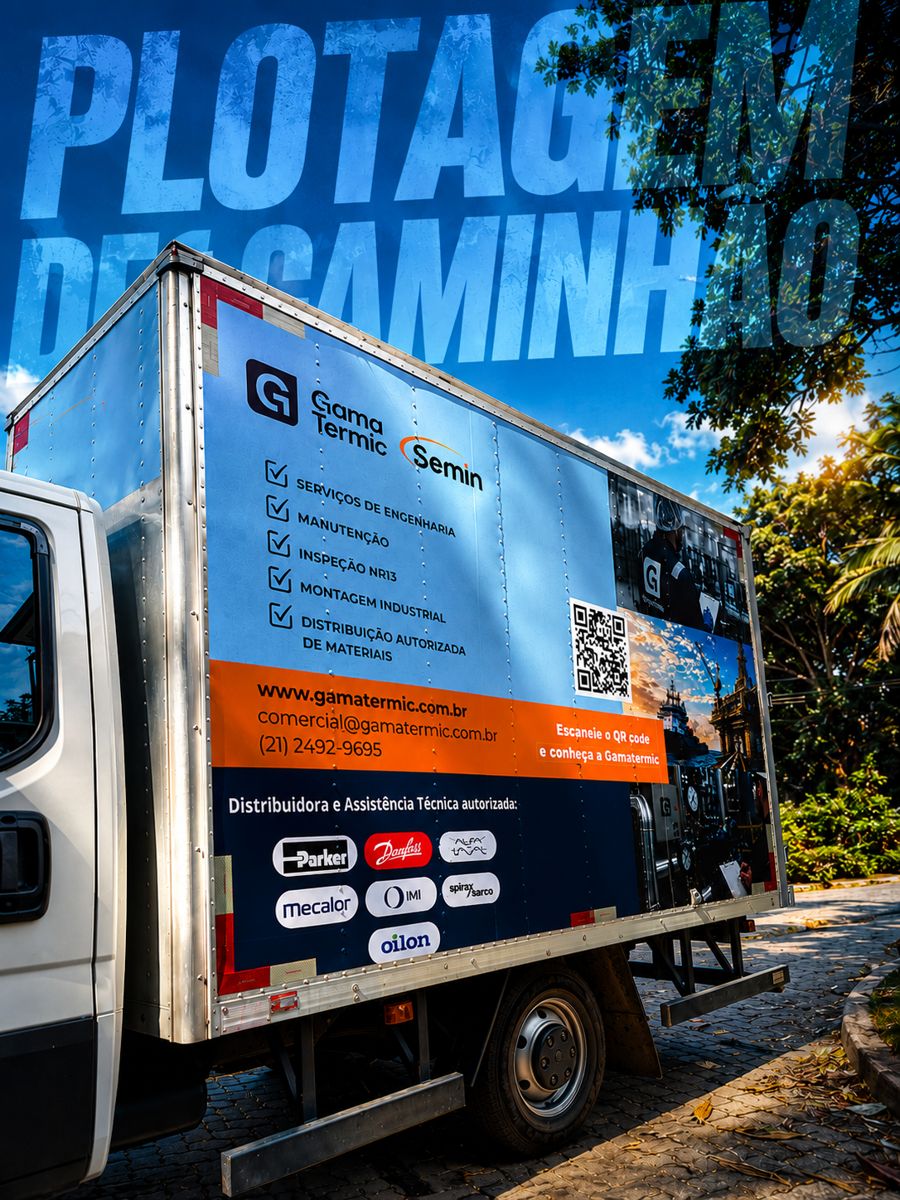 PLOTAGEM
DE CAMINHÃO
G
Gama
Termic
Semin
SERVIÇOS DE ENGENHARIA
MANUTENÇÃO
INSPEÇÃO NR13
MONTAGEM INDUSTRIAL
DISTRIBUIÇÃO AUTORIZADA
DE MATERIAIS
www.gamatermic.com.br
comercial@gamatermic.com.br
(21) 2492-9695
Escaneie o QR code
e conheça a Gamatermic
Distribuidora e Assistência Técnica autorizada:
Parker
Danfoss
ALFA
LAVAL
mecalor
IMI
spirax
sarco
oilon